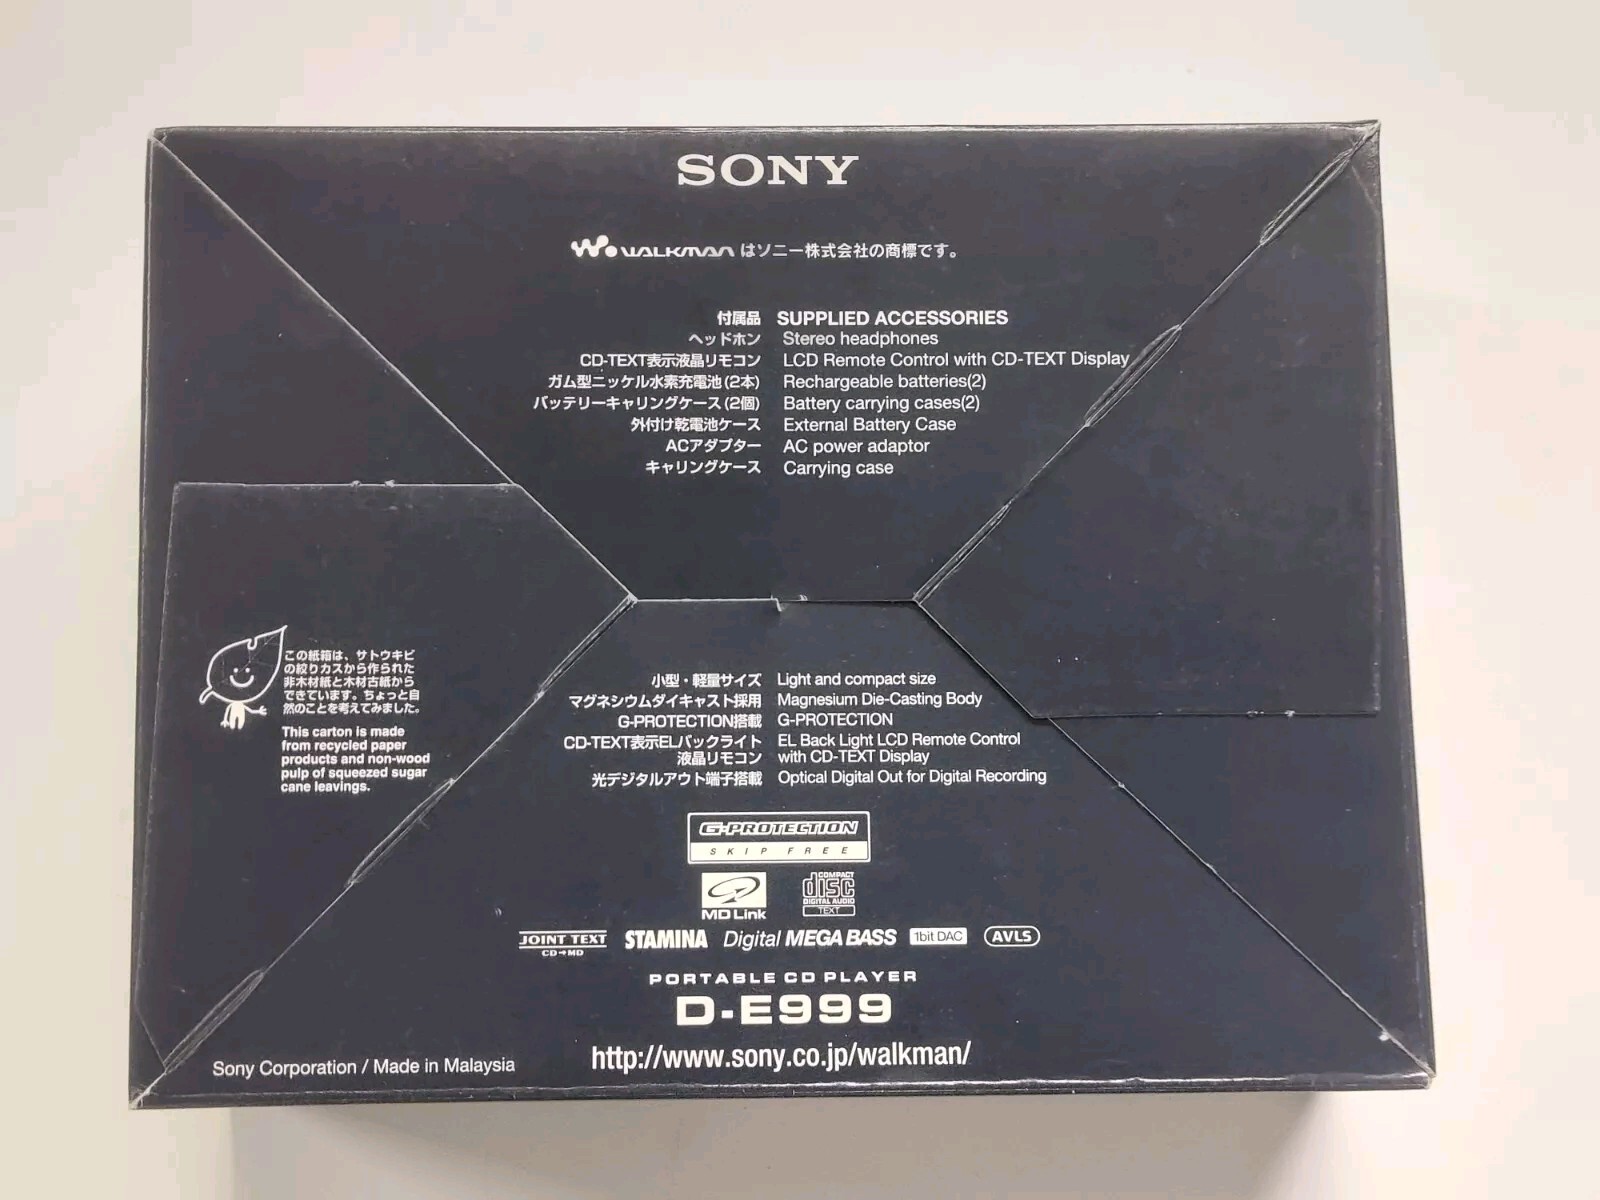 SONY
WALKMAN はソニー株式会社の商標です。
付属品 SUPPLIED ACCESSORIES
ヘッドホン Stereo headphones
CD-TEXT表示液晶リモコン LCD Remote Control with CD-TEXT Display
ガム型ニッケル水素充電池(2本) Rechargeable batteries(2)
バッテリーキャリングケース(2個) Battery carrying cases(2)
外付け乾電池ケース External Battery Case
ACアダプター AC power adaptor
キャリングケース Carrying case
この紙箱は、サトウキビ
の絞りカスから作られた
非木材紙と木材古紙から
できています。ちょっと自
然のことを考えてみました。
This carton is made
from recycled paper
products and non-wood
pulp of squeezed sugar
cane leavings.
小型・軽量サイズ Light and compact size
マグネシウムダイキャスト採用 Magnesium Die-Casting Body
G-PROTECTION搭載 G-PROTECTION
CD-TEXT表示ELバックライト EL Back Light LCD Remote Control
液晶リモコン with CD-TEXT Display
光デジタルアウト端子搭載 Optical Digital Out for Digital Recording
G-PROTECTION
SKIP FREE
MD Link
COMPACT
disc
DIGITAL AUDIO
TEXT
JOINT TEXT
CD→MD
STAMINA Digital MEGA BASS 1bit DAC AVLS
PORTABLE CD PLAYER
D-E999
http://www.sony.co.jp/walkman/
Sony Corporation / Made in Malaysia